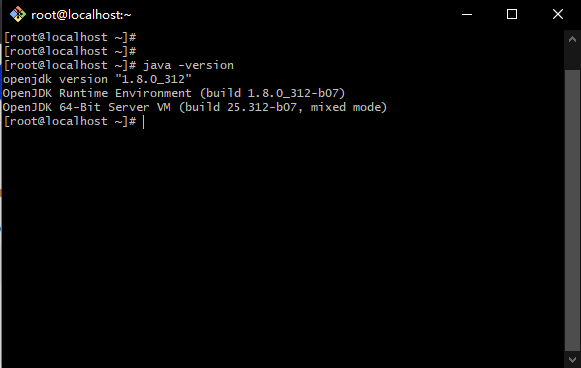 root@localhost:~
[root@localhost ~]#
[root@localhost ~]#
[root@localhost ~]# java -version
openjdk version "1.8.0_312"
OpenJDK Runtime Environment (build 1.8.0_312-b07)
OpenJDK 64-Bit Server VM (build 25.312-b07, mixed mode)
[root@localhost ~]#